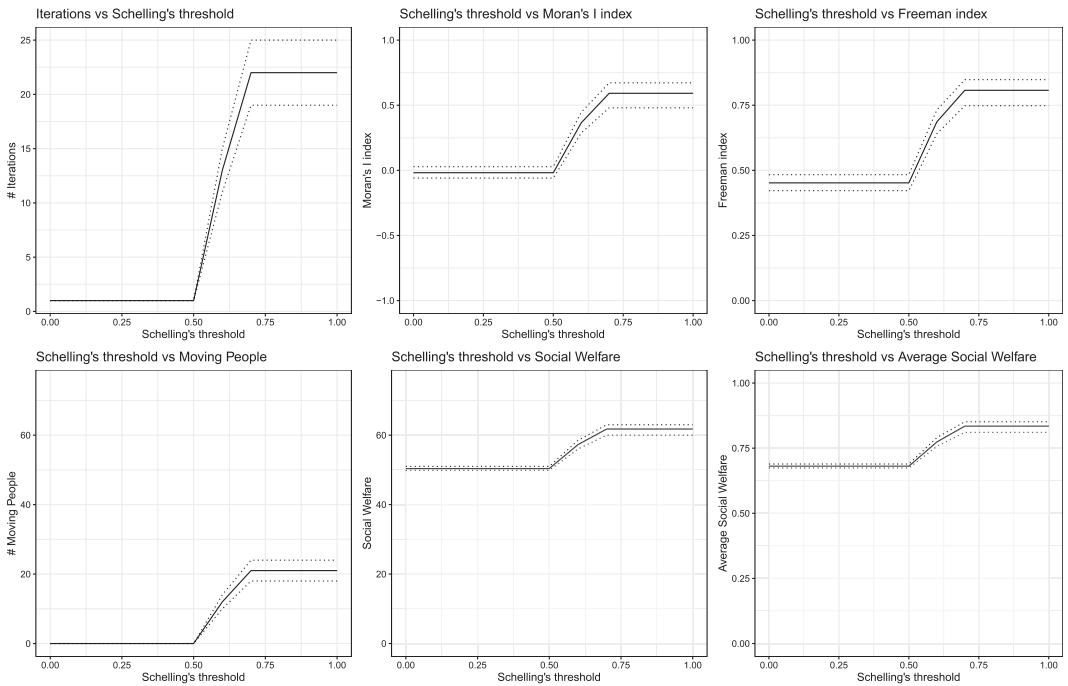 Iterations vs Schelling's threshold
25
20
15
10
5
0
# Iterations
0.00 0.25 0.50 0.75 1.00
Schelling's threshold
Schelling's threshold vs Moran's I index
1.0
0.5
0.0
−0.5
−1.0
Moran's I index
0.00 0.25 0.50 0.75 1.00
Schelling's threshold
Schelling's threshold vs Freeman index
1.00
0.75
0.50
0.25
0.00
Freeman index
0.00 0.25 0.50 0.75 1.00
Schelling's threshold
Schelling's threshold vs Moving People
60
40
20
0
# Moving People
0.00 0.25 0.50 0.75 1.00
Schelling's threshold
Schelling's threshold vs Social Welfare
60
40
20
0
Social Welfare
0.00 0.25 0.50 0.75 1.00
Schelling's threshold
Schelling's threshold vs Average Social Welfare
1.00
0.75
0.50
0.25
0.00
Average Social Welfare
0.00 0.25 0.50 0.75 1.00
Schelling's threshold